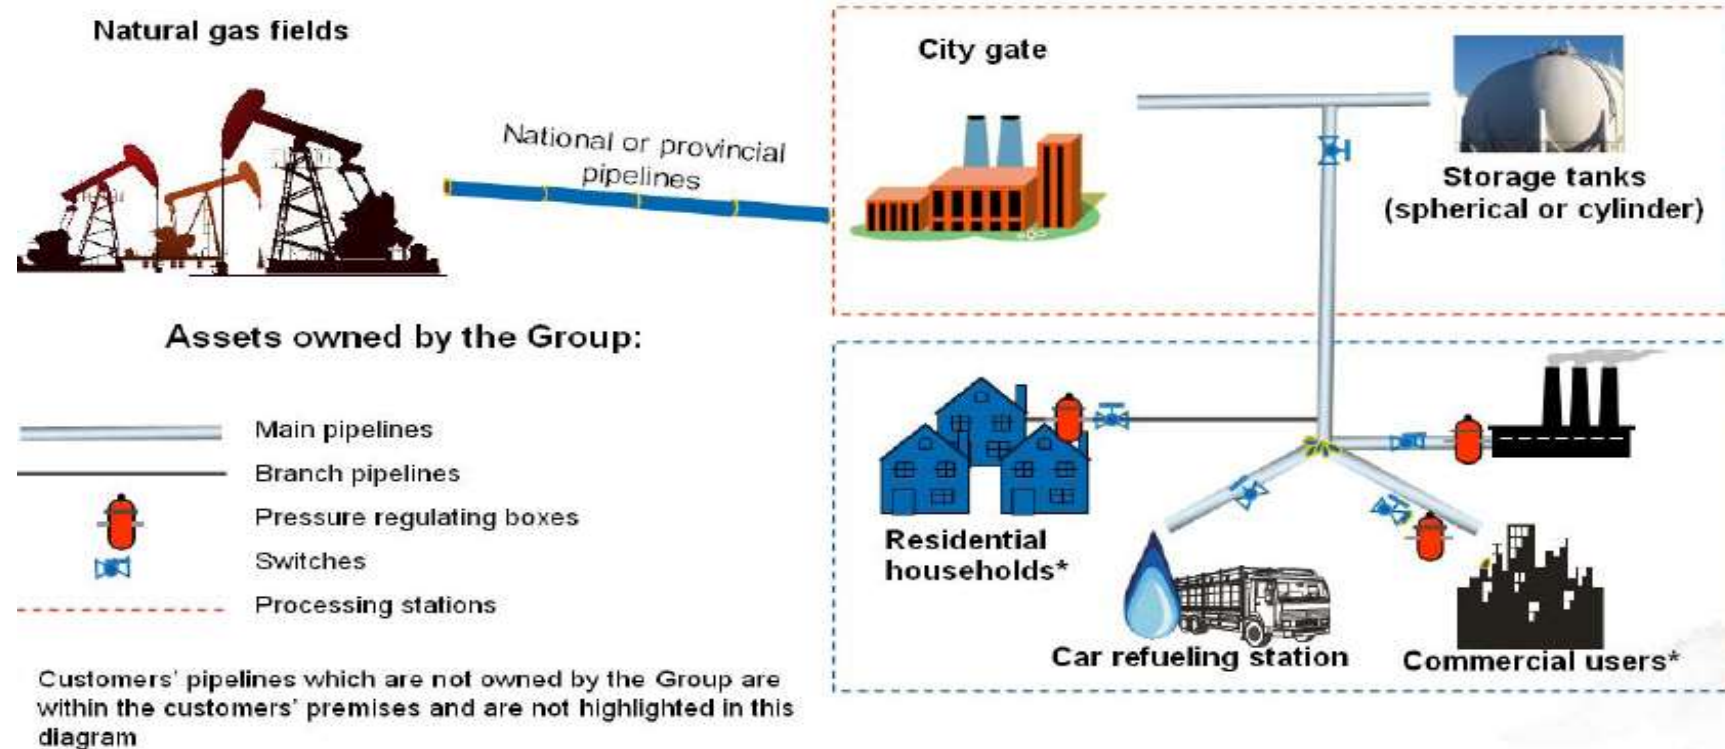 Natural gas fields
National or provincial
pipelines
City gate
Storage tanks
(spherical or cylinder)
Assets owned by the Group:
Main pipelines
Branch pipelines
Pressure regulating boxes
Switches
Processing stations
Customers' pipelines which are not owned by the Group are
within the customers' premises and are not highlighted in this
diagram
Residential
households*
Car refueling station
Commercial users*